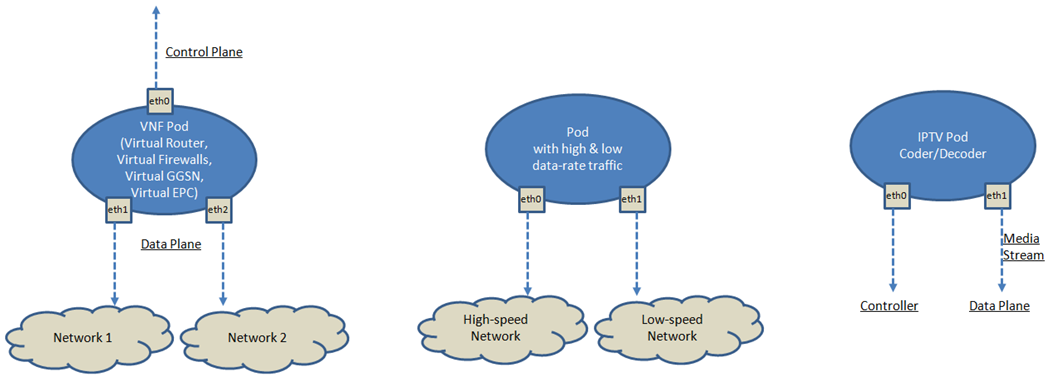 Control Plane
eth0
VNF Pod
(Virtual Router,
Virtual Firewalls,
Virtual GGSN,
Virtual EPC)
eth1
eth2
Data Plane
Network 1
Network 2
Pod
with high & low
data-rate traffic
eth0
eth1
High-speed
Network
Low-speed
Network
IPTV Pod
Coder/Decoder
eth0
eth1
Media
Stream
Controller
Data Plane